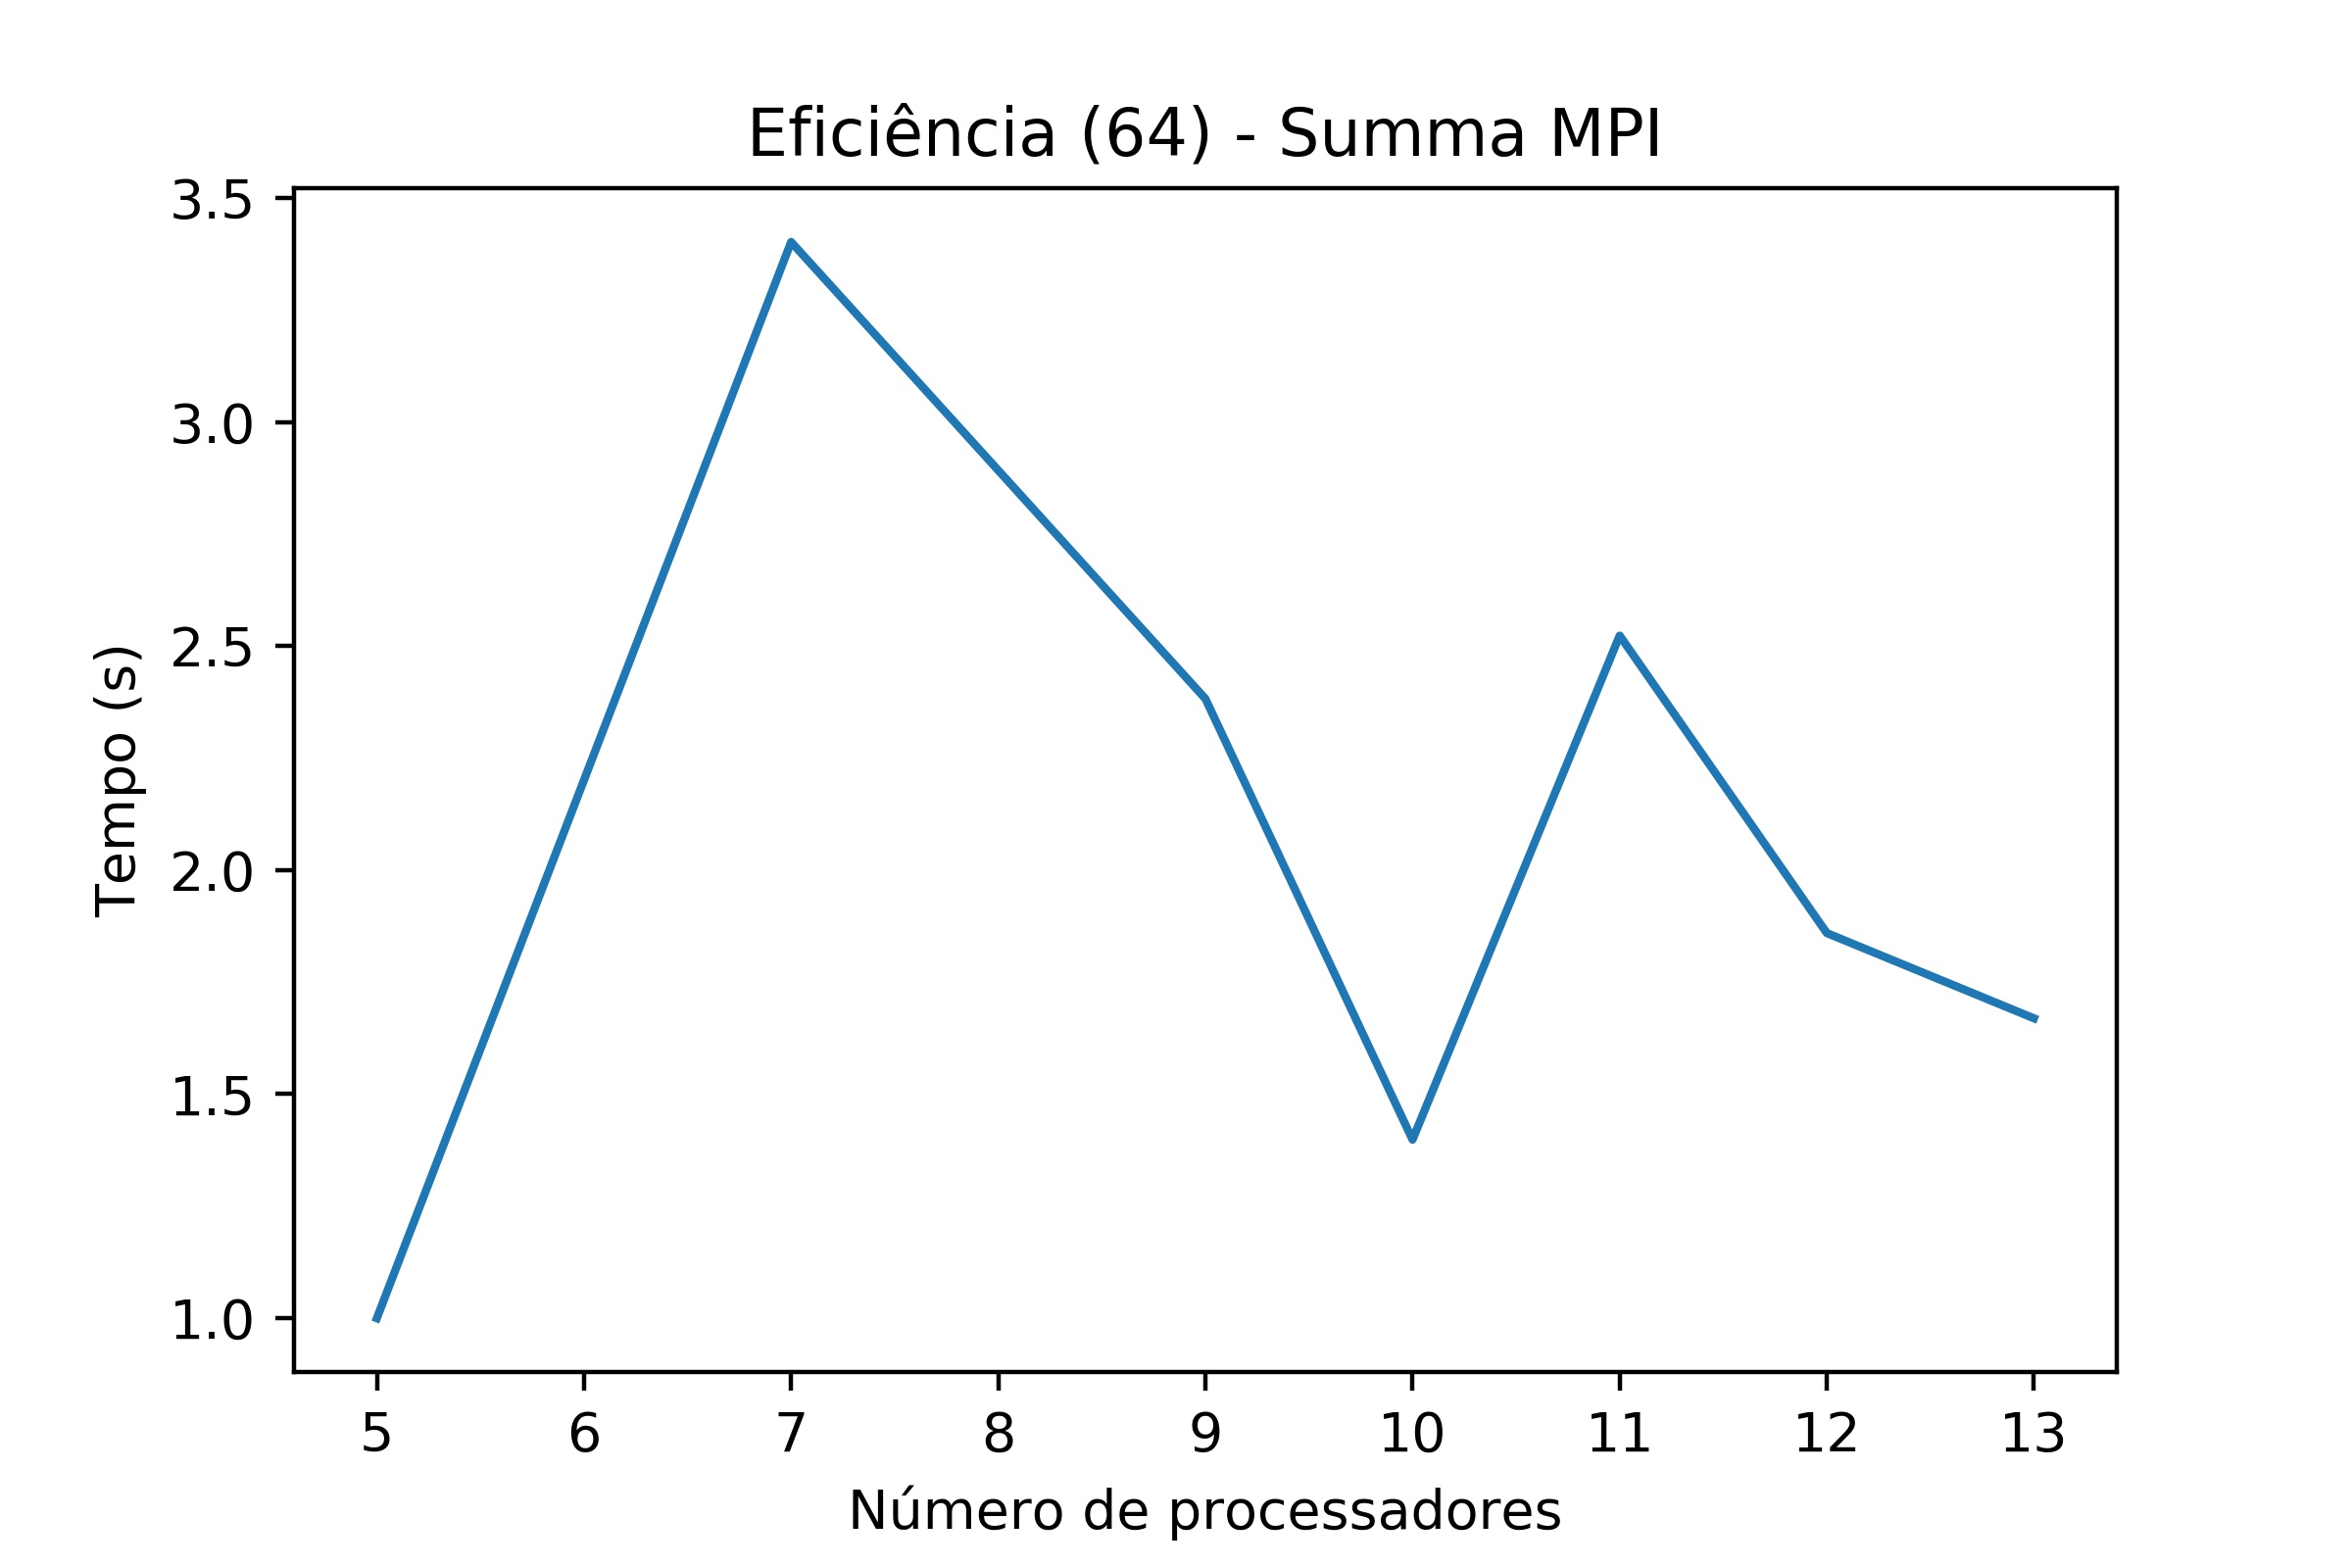 Eficiência (64) - Summa MPI
3.5
3.0
2.5
2.0
1.5
1.0
Tempo (s)
5 6 7 8 9 10 11 12 13
Número de processadores